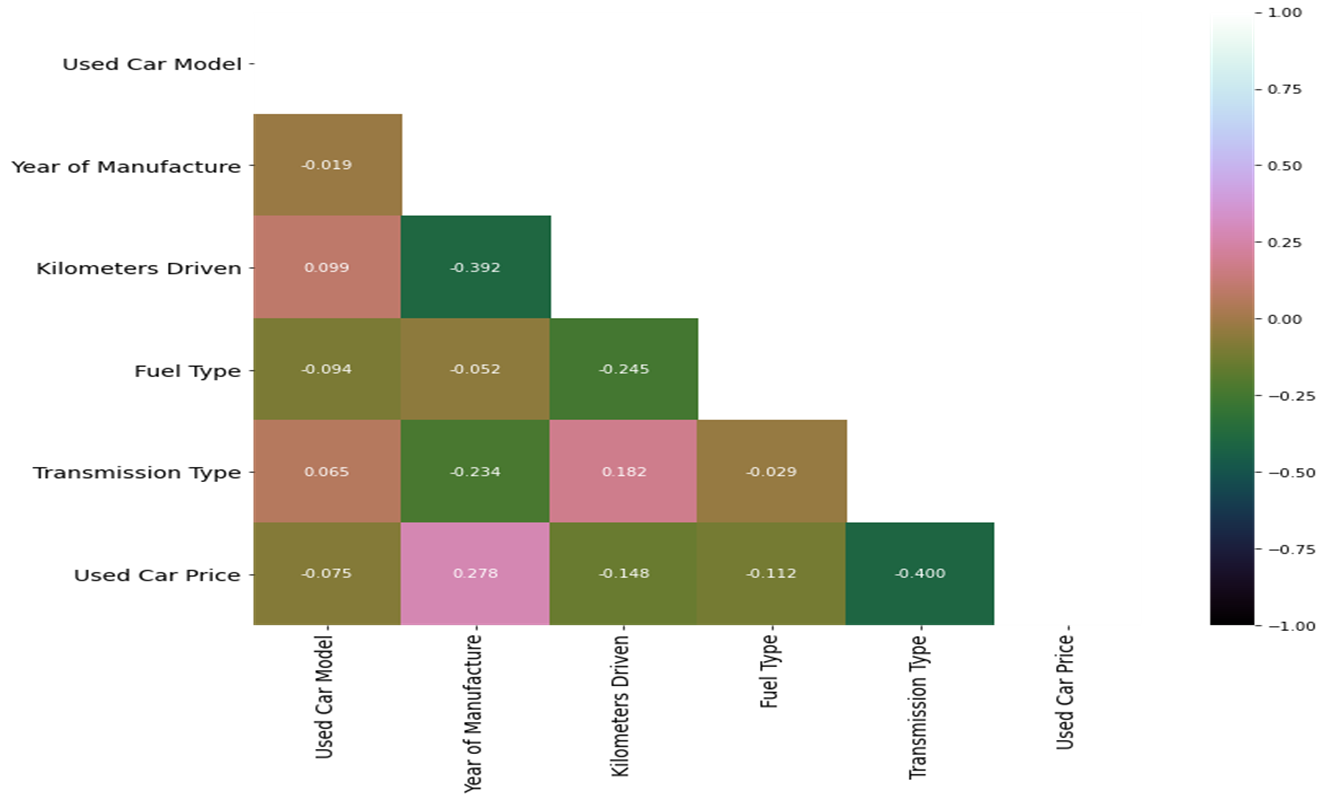 1.00
Used Car Model
0.75
Year of Manufacture
-0.019
0.50
Kilometers Driven
0.099
-0.392
0.25
0.00
Fuel Type
-0.094
-0.052
-0.245
−0.25
Transmission Type
0.065
-0.234
0.182
-0.029
−0.50
Used Car Price
-0.075
0.278
-0.148
-0.112
-0.400
−0.75
−1.00
Used Car Model
Year of Manufacture
Kilometers Driven
Fuel Type
Transmission Type
Used Car Price